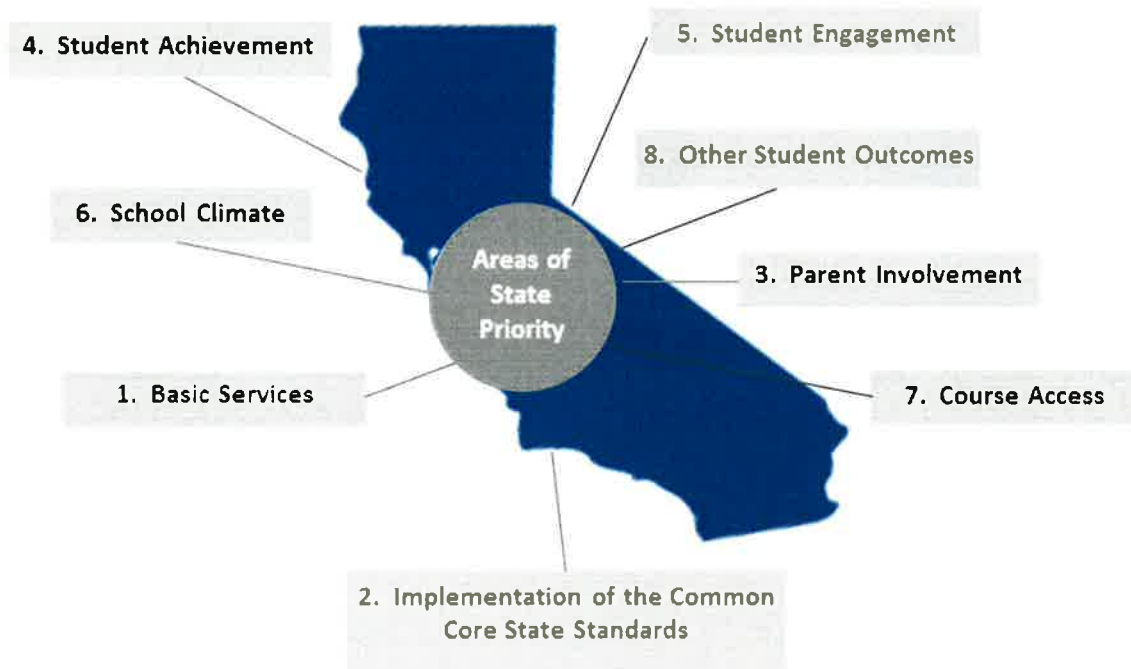 4. Student Achievement
5. Student Engagement
8. Other Student Outcomes
6. School Climate
Areas of
State
Priority
3. Parent Involvement
1. Basic Services
7. Course Access
2. Implementation of the Common
Core State Standards